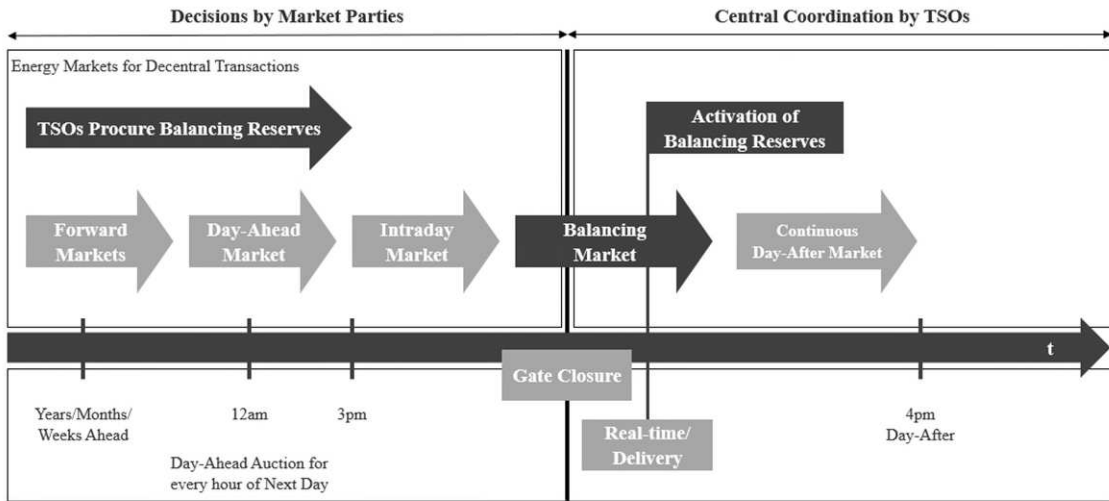 Decisions by Market Parties
Central Coordination by TSOs
Energy Markets for Decentral Transactions
TSOs Procure Balancing Reserves
Activation of
Balancing Reserves
Forward
Markets
Day-Ahead
Market
Intraday
Market
Balancing
Market
Continuous
Day-After Market
t
Gate Closure
Years/Months/
Weeks Ahead
12am
3pm
Real-time/
Delivery
4pm
Day-After
Day-Ahead Auction for
every hour of Next Day